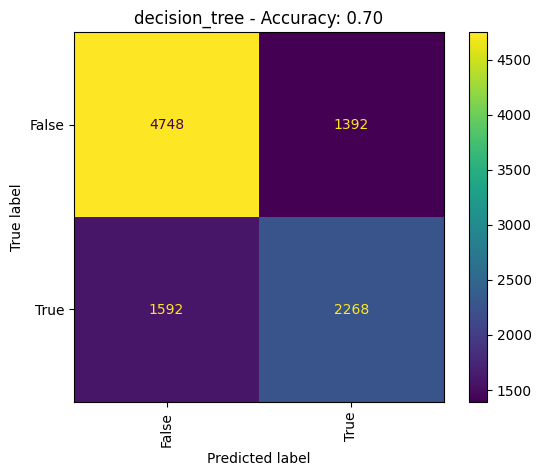 decision_tree - Accuracy: 0.70
True label
False
4748
1392
True
1592
2268
False
True
Predicted label
4500
4000
3500
3000
2500
2000
1500